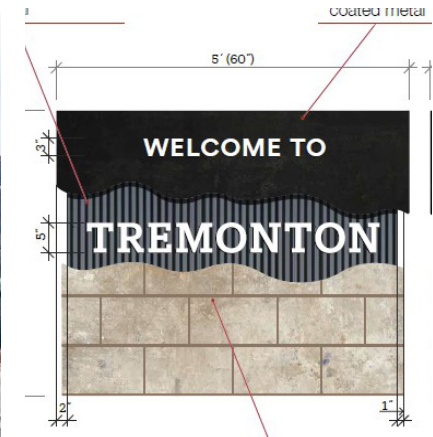 coated metal
5' (60")
3"
WELCOME TO
5"
TREMONTON
2"
1"